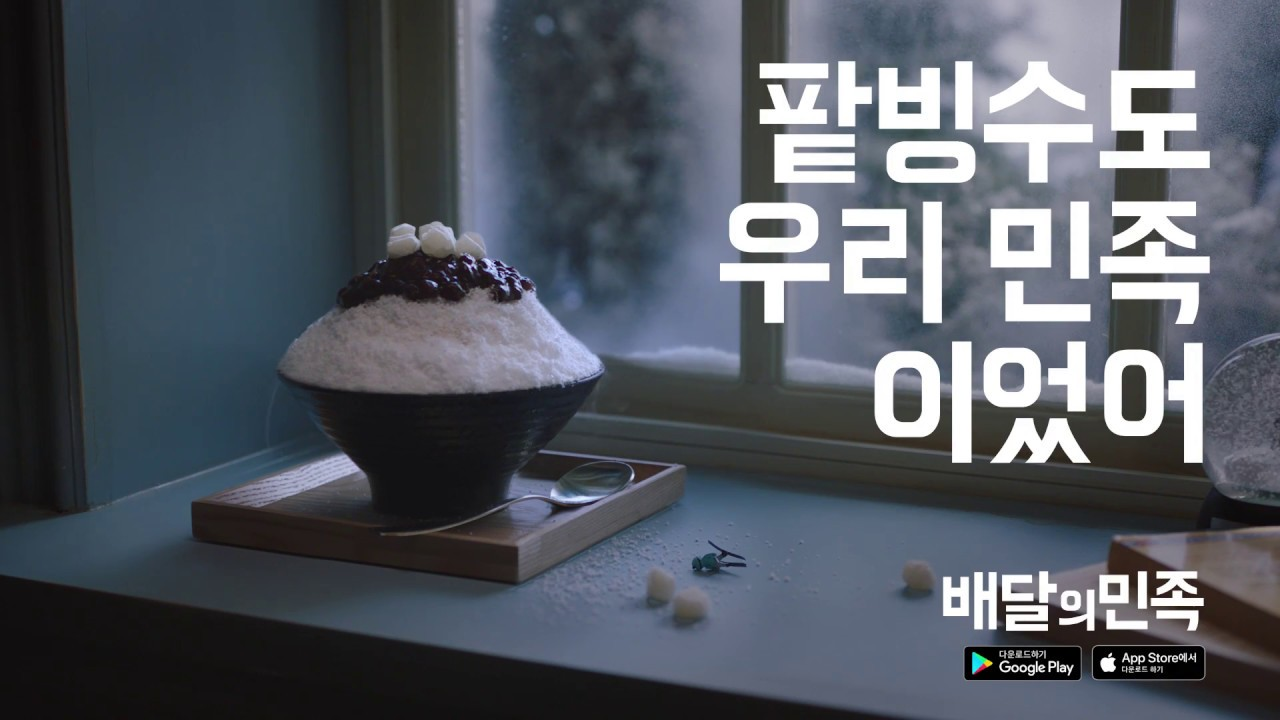 팥빙수도
우리 민족
이었어
배달의민족
다운로드하기
Google Play
App Store에서
다운로드 하기